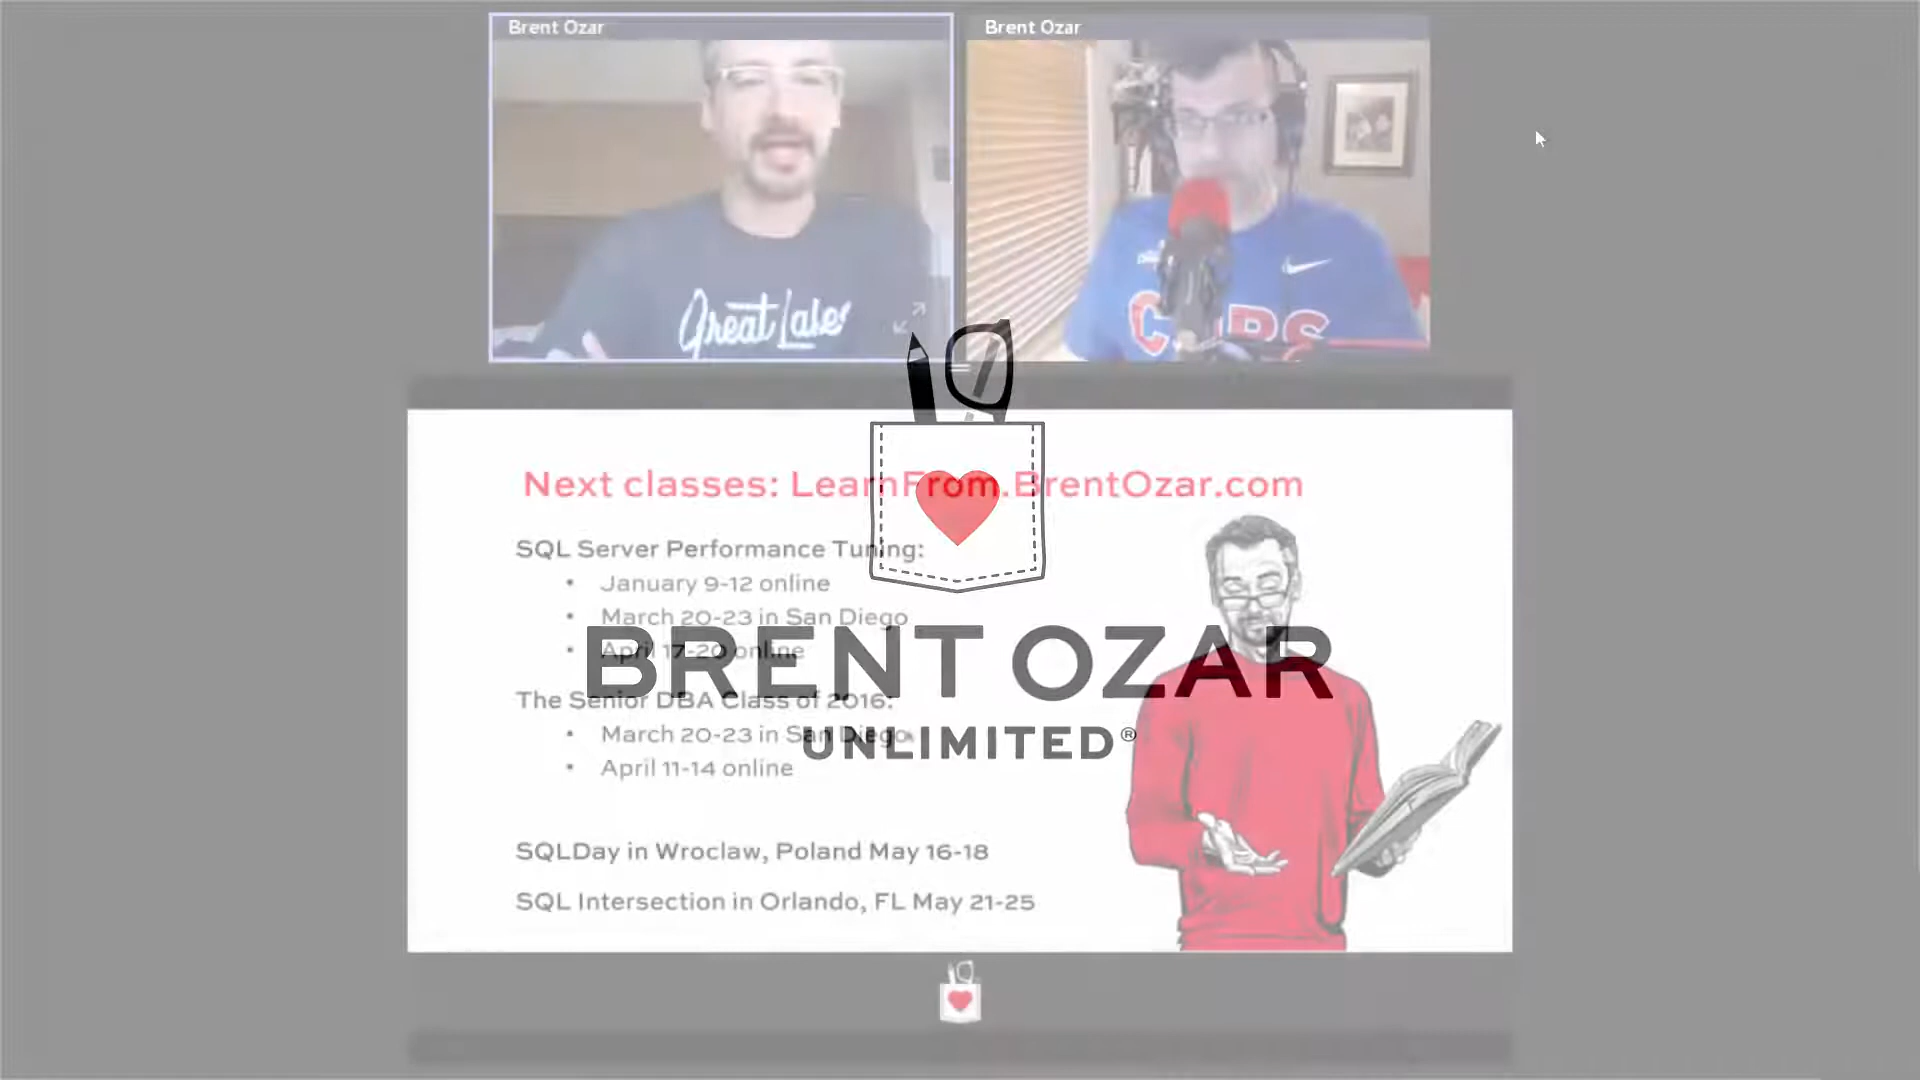 Brent Ozar
Brent Ozar
Great Lakes
CUBS
Next classes: LearnFrom.BrentOzar.com
SQL Server Performance Tuning:
• January 9-12 online
• March 20-23 in San Diego
• April 17-20 online
The Senior DBA Class of 2016:
• March 20-23 in San Diego
• April 11-14 online
SQLDay in Wroclaw, Poland May 16-18
SQL Intersection in Orlando, FL May 21-25
BRENT OZAR
UNLIMITED®